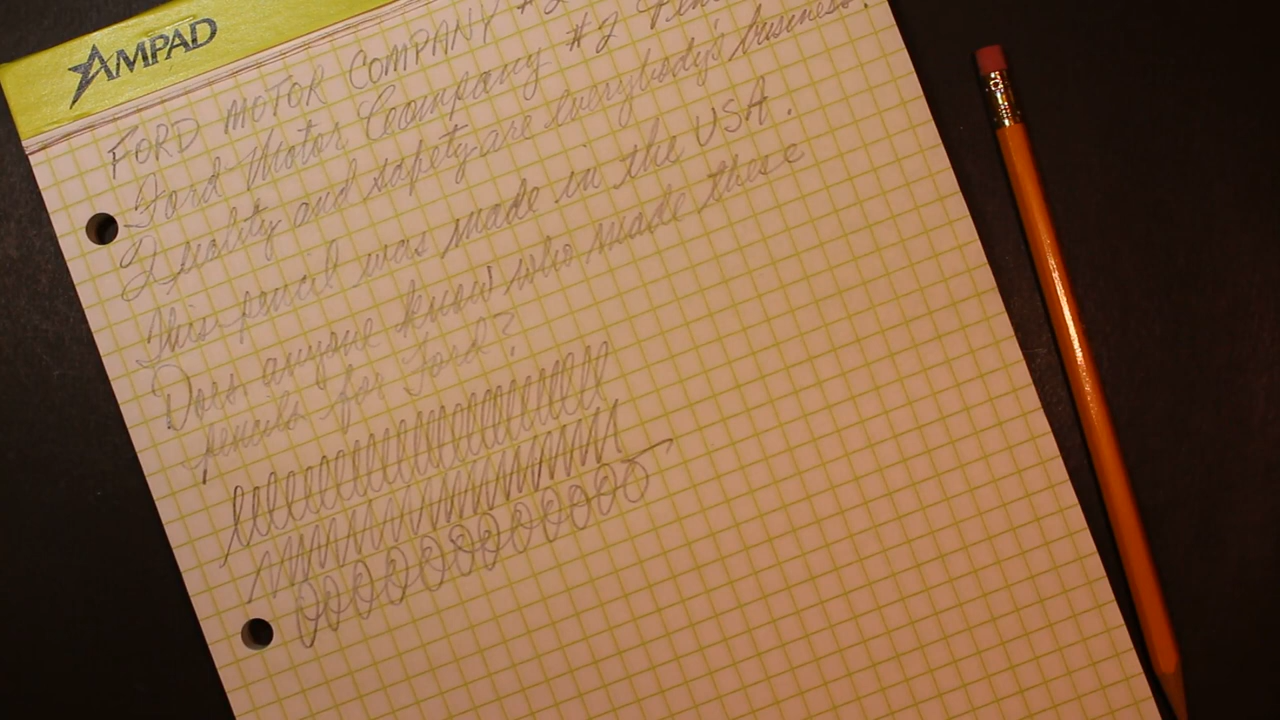 AMPAD
FORD MOTOR COMPANY #2
Ford Motor Company #2
Quality and safety are everybody's business.
This pencil was made in the USA.
Does anyone know who made these
pencils for Ford?